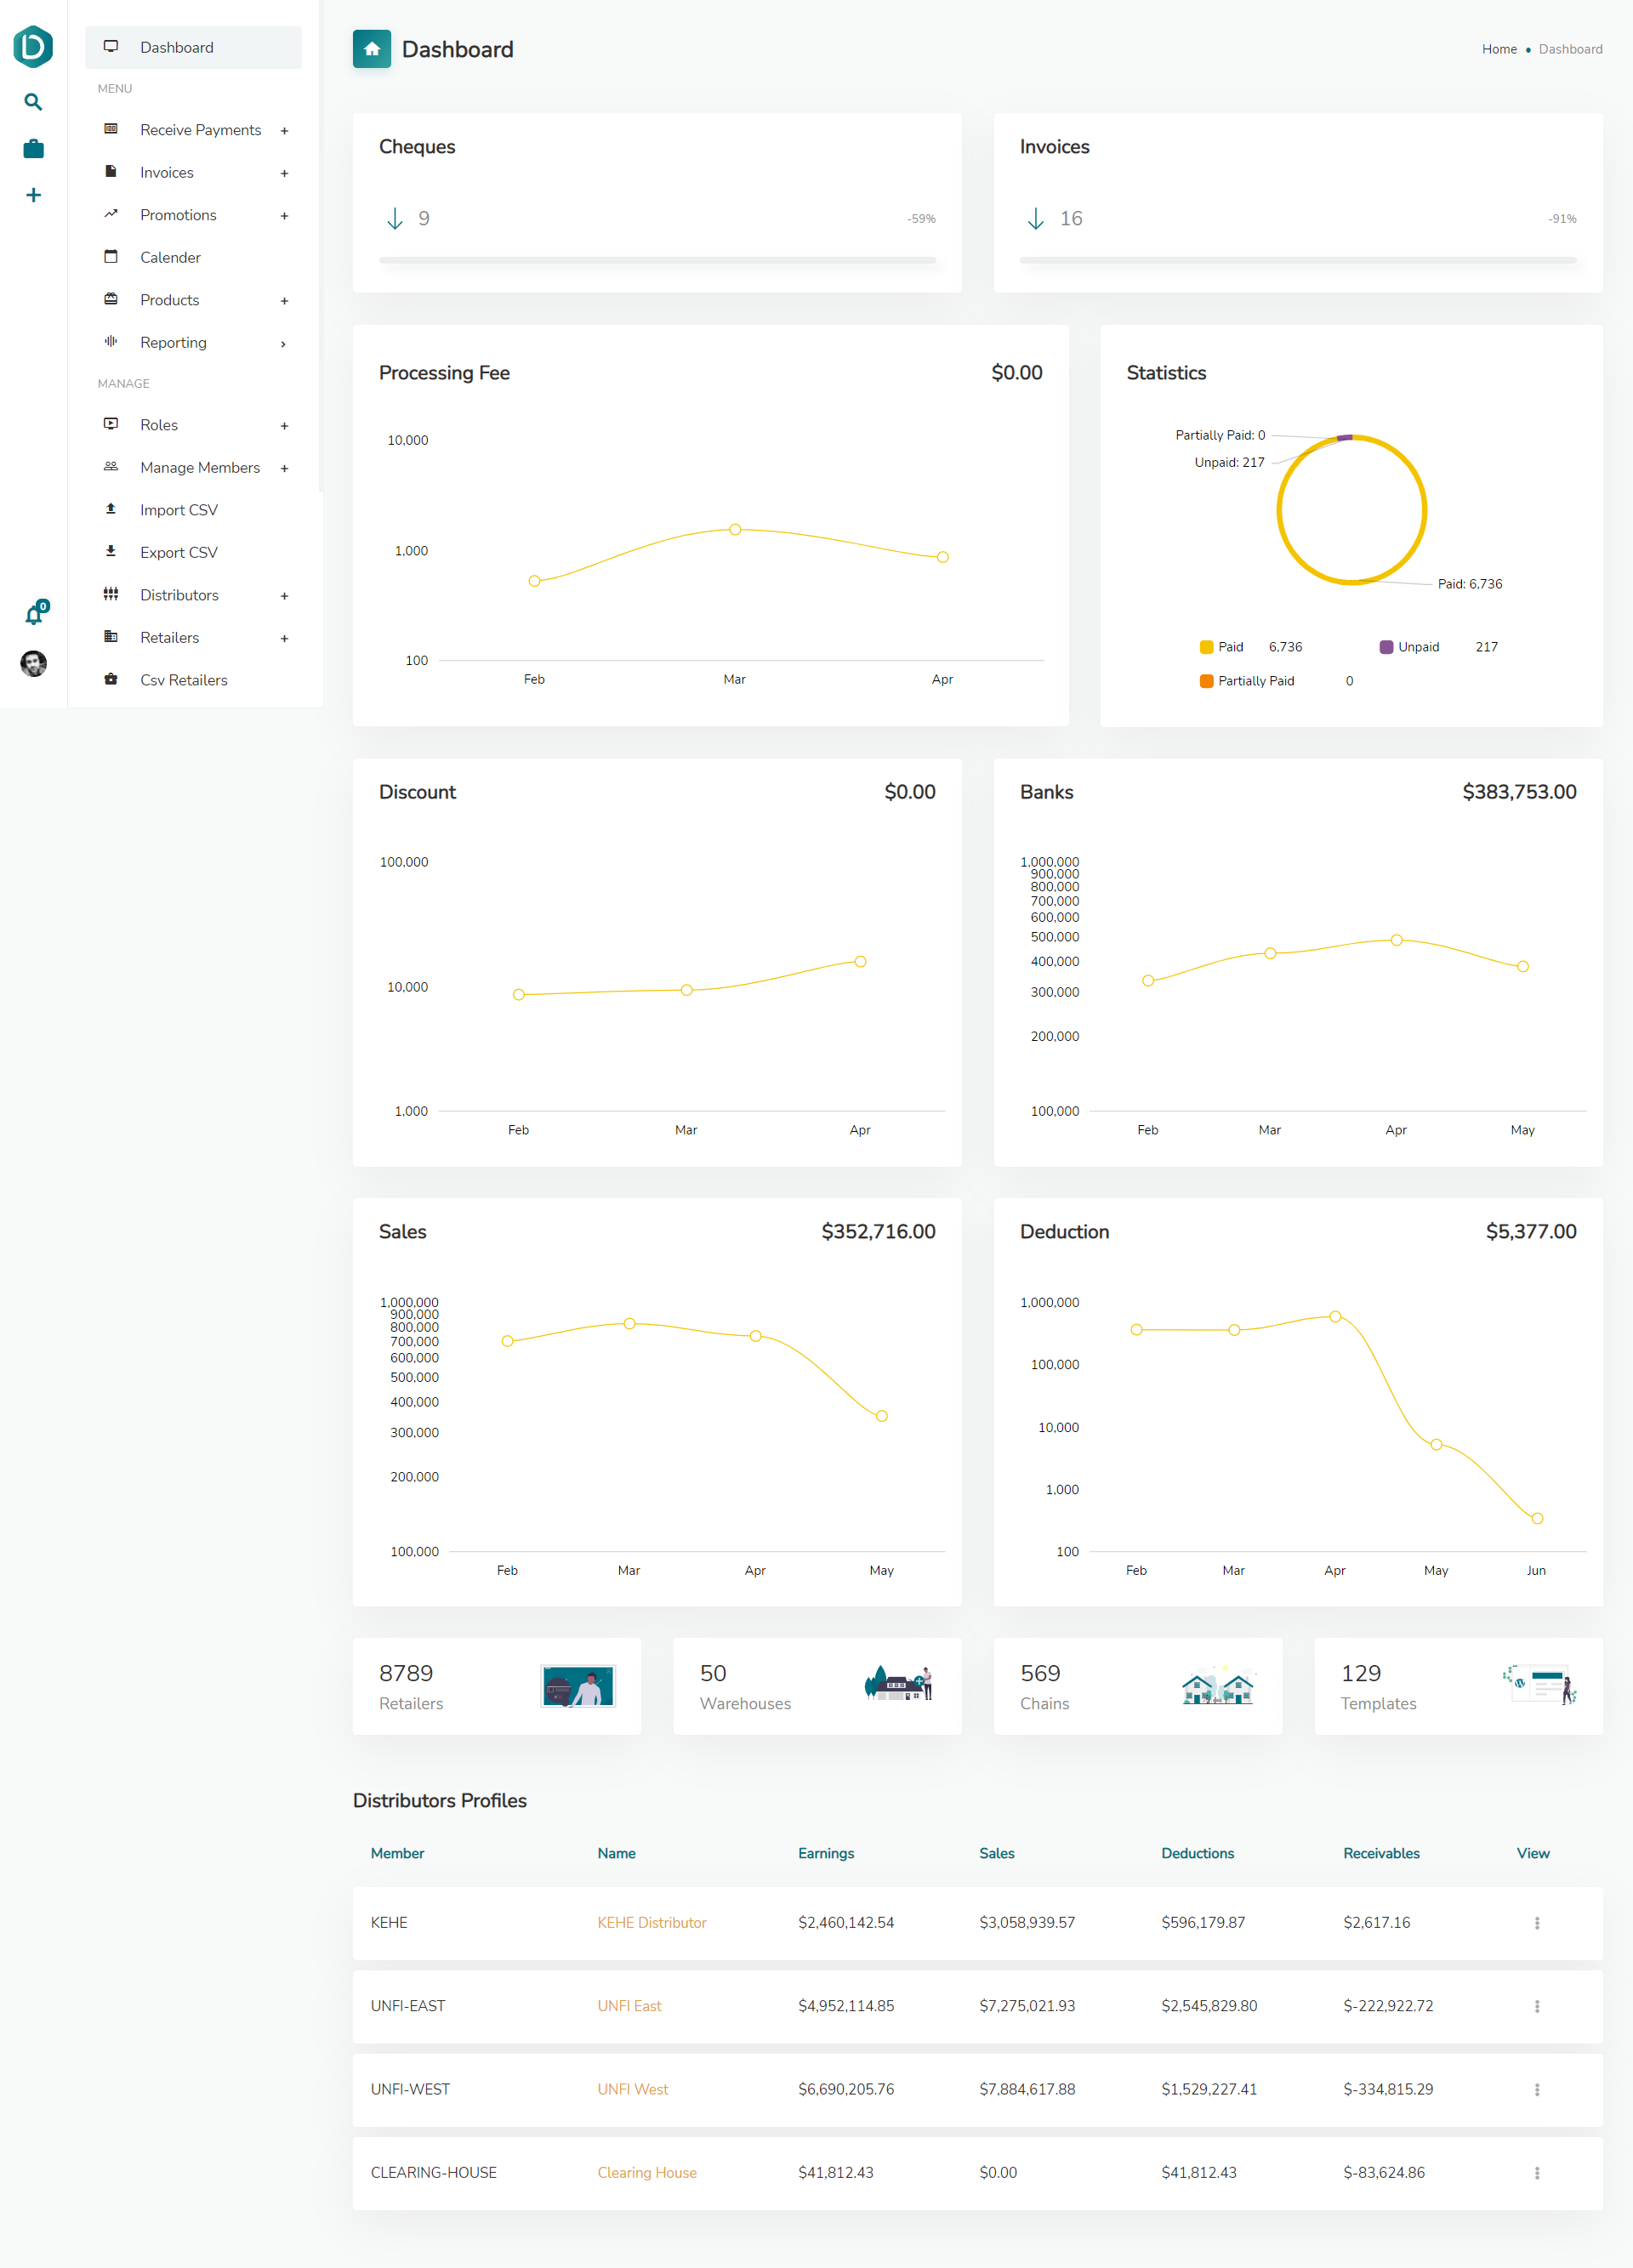 Dashboard
MENU
Receive Payments +
Invoices +
Promotions +
Calender
Products +
Reporting
MANAGE
Roles +
Manage Members +
Import CSV
Export CSV
Distributors +
Retailers +
Csv Retailers
0
Dashboard
Home • Dashboard
Cheques
9 -59%
Invoices
16 -91%
Processing Fee $0.00
10,000
1,000
100
Feb Mar Apr
Statistics
Partially Paid: 0
Unpaid: 217
Paid: 6,736
Paid 6,736 Unpaid 217
Partially Paid 0
Discount $0.00
100,000
10,000
1,000
Feb Mar Apr
Banks $383,753.00
1,000,000
900,000
800,000
700,000
600,000
500,000
400,000
300,000
200,000
100,000
Feb Mar Apr May
Sales $352,716.00
1,000,000
900,000
800,000
700,000
600,000
500,000
400,000
300,000
200,000
100,000
Feb Mar Apr May
Deduction $5,377.00
1,000,000
100,000
10,000
1,000
100
Feb Mar Apr May Jun
8789
Retailers
50
Warehouses
569
Chains
129
Templates
Distributors Profiles
Member Name Earnings Sales Deductions Receivables View
KEHE KEHE Distributor $2,460,142.54 $3,058,939.57 $596,179.87 $2,617.16
UNFI-EAST UNFI East $4,952,114.85 $7,275,021.93 $2,545,829.80 $-222,922.72
UNFI-WEST UNFI West $6,690,205.76 $7,884,617.88 $1,529,227.41 $-334,815.29
CLEARING-HOUSE Clearing House $41,812.43 $0.00 $41,812.43 $-83,624.86